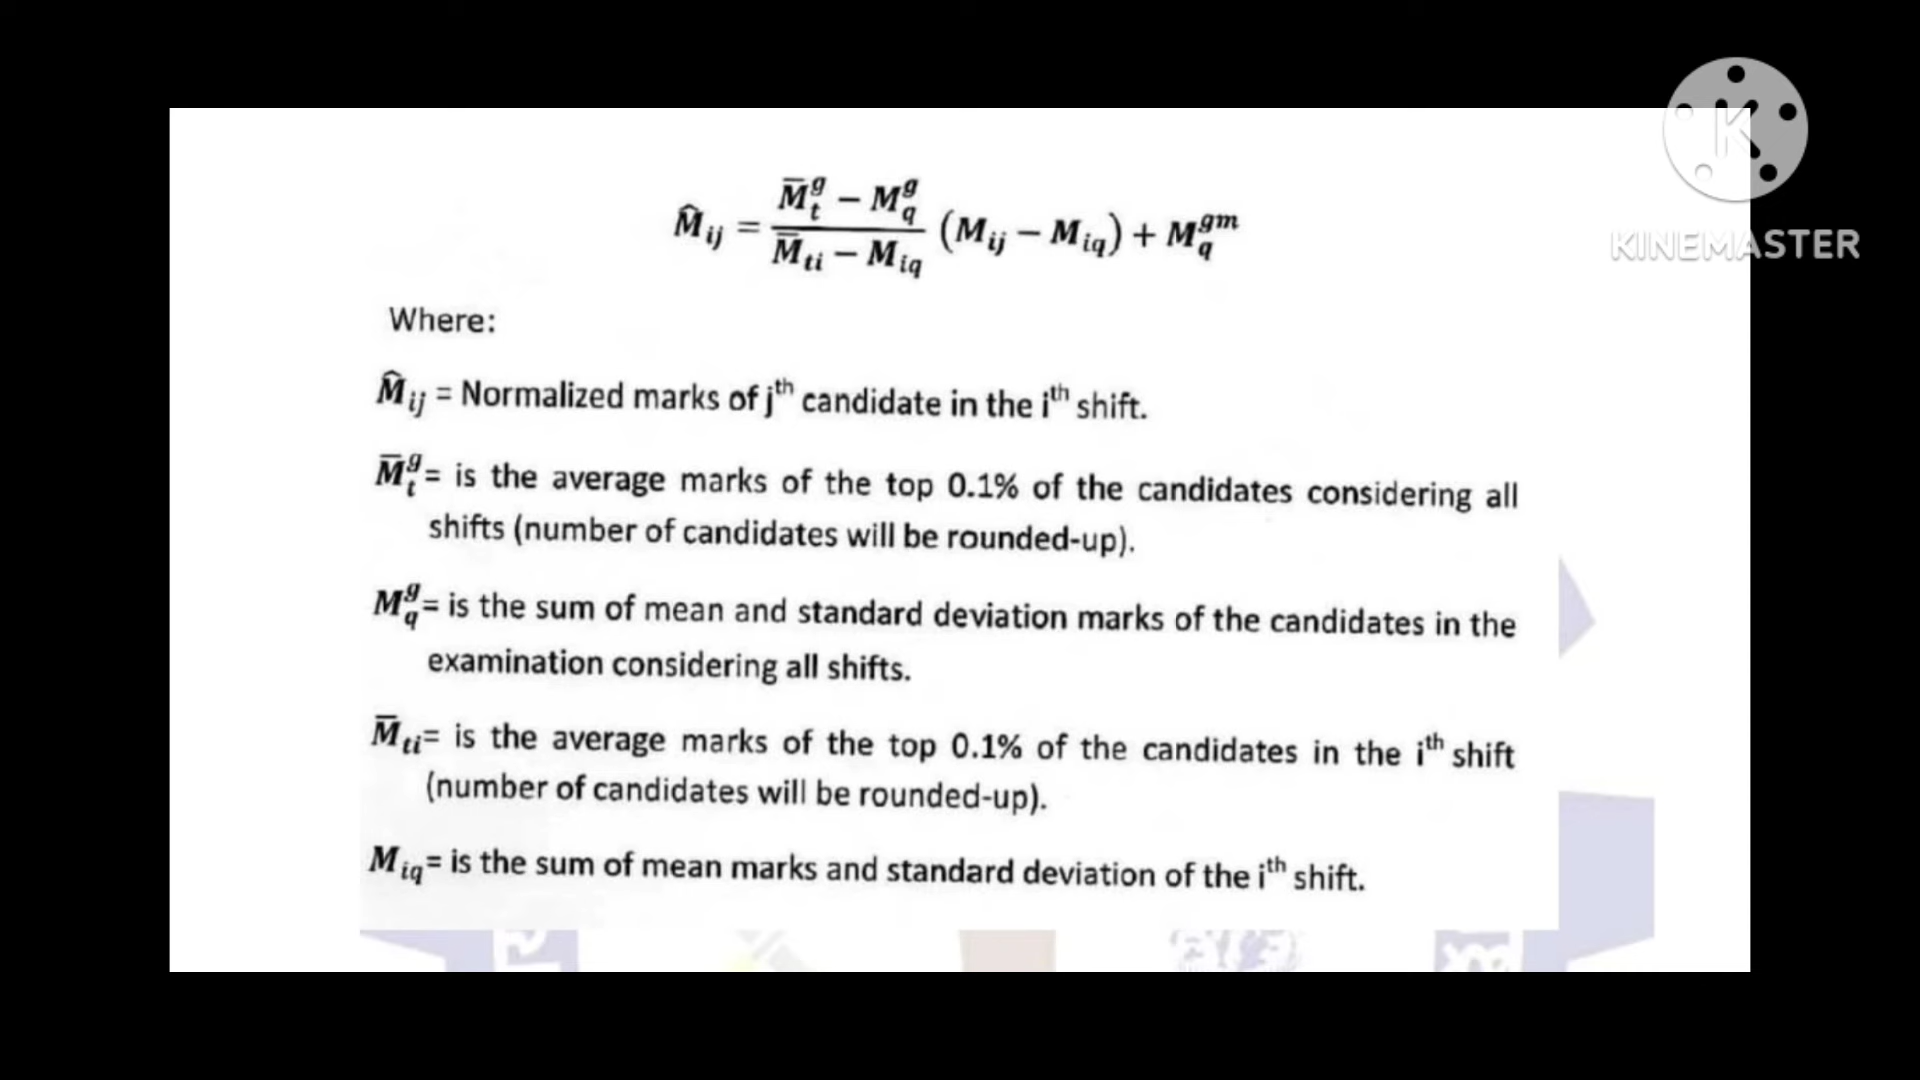 K
KINEMASTER
M̂ij = (M̄tᵍ − Mqᵍ) / (M̄ti − Miq) (Mij − Miq) + Mqᵍᵐ
Where:
M̂ij = Normalized marks of jᵗʰ candidate in the iᵗʰ shift.
M̄tᵍ= is the average marks of the top 0.1% of the candidates considering all
shifts (number of candidates will be rounded-up).
Mqᵍ= is the sum of mean and standard deviation marks of the candidates in the
examination considering all shifts.
M̄ti= is the average marks of the top 0.1% of the candidates in the iᵗʰ shift
(number of candidates will be rounded-up).
Miq= is the sum of mean marks and standard deviation of the iᵗʰ shift.